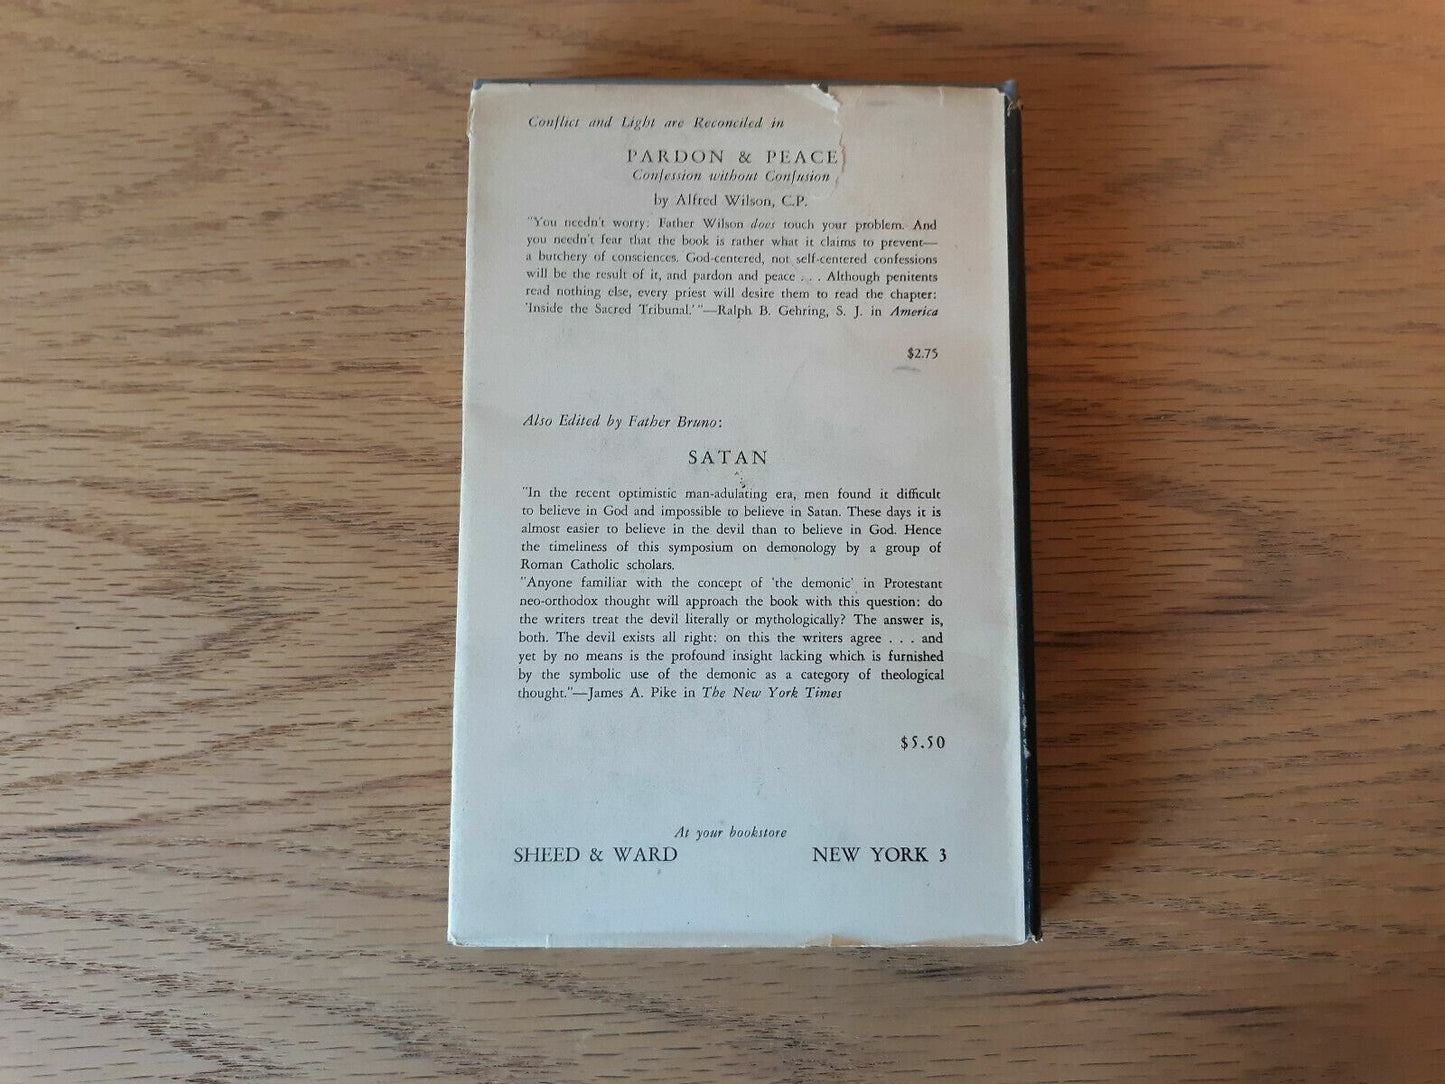 Conflict and Light are Reconciled in
PARDON & PEACE
Confession without Confusion
by Alfred Wilson, C.P.
"You needn't worry: Father Wilson does touch your problem. And
you needn't fear that the book is rather what it claims to prevent—
a butchery of consciences. God-centered, not self-centered confessions
will be the result of it, and pardon and peace . . . Although penitents
read nothing else, every priest will desire them to read the chapter:
'Inside the Sacred Tribunal.'"—Ralph B. Gehring, S. J. in America
$2.75
Also Edited by Father Bruno:
SATAN
"In the recent optimistic man-adulating era, men found it difficult
to believe in God and impossible to believe in Satan. These days it is
almost easier to believe in the devil than to believe in God. Hence
the timeliness of this symposium on demonology by a group of
Roman Catholic scholars.
"Anyone familiar with the concept of 'the demonic' in Protestant
neo-orthodox thought will approach the book with this question: do
the writers treat the devil literally or mythologically? The answer is,
both. The devil exists all right: on this the writers agree . . . and
yet by no means is the profound insight lacking which is furnished
by the symbolic use of the demonic as a category of theological
thought."—James A. Pike in The New York Times
$5.50
At your bookstore
SHEED & WARD NEW YORK 3